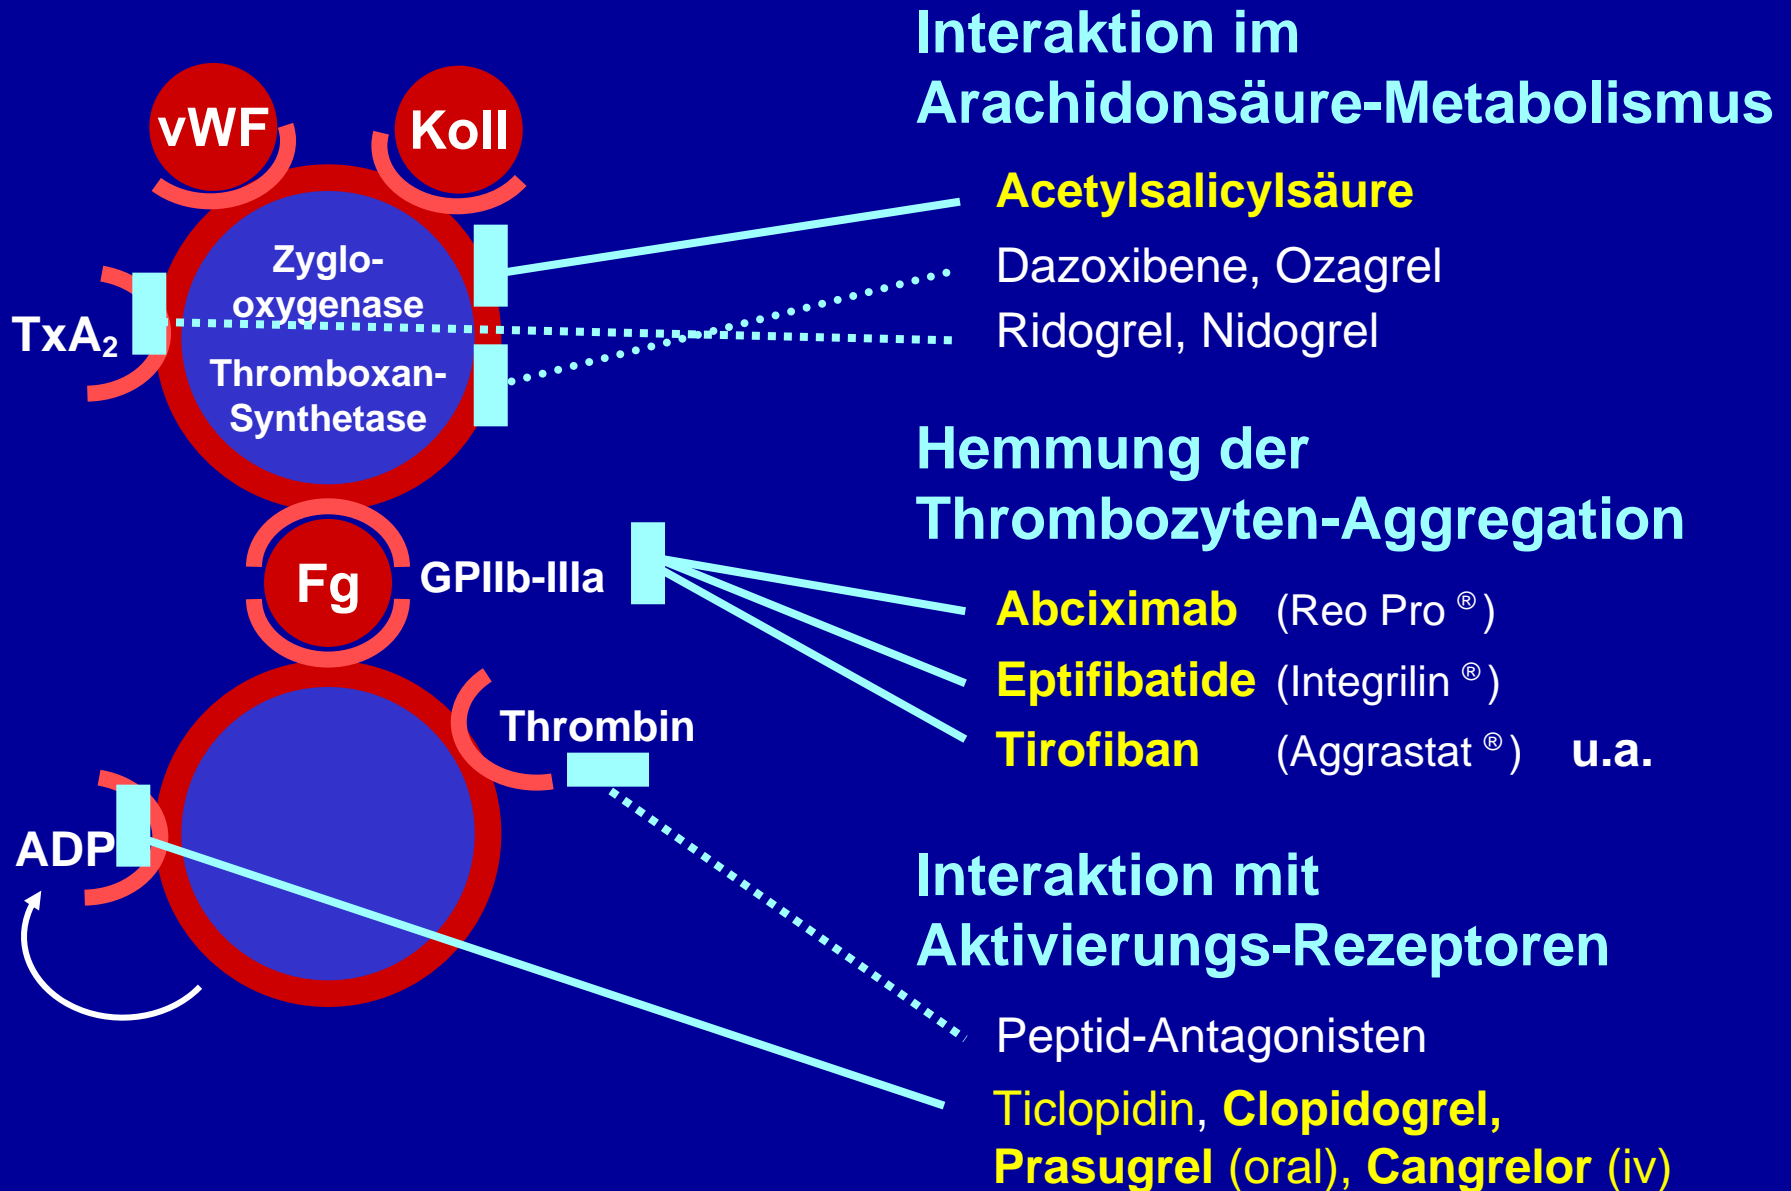 Interaktion im
Arachidonsäure-Metabolismus
vWF
Koll
Acetylsalicylsäure
Zyglo-
oxygenase
Dazoxibene, Ozagrel
TxA₂
Ridogrel, Nidogrel
Thromboxan-
Synthetase
Hemmung der
Thrombozyten-Aggregation
Fg
GPIIb-IIIa
Abciximab (Reo Pro ®)
Eptifibatide (Integrilin ®)
Thrombin
Tirofiban (Aggrastat ®) u.a.
ADP
Interaktion mit
Aktivierungs-Rezeptoren
Peptid-Antagonisten
Ticlopidin, Clopidogrel,
Prasugrel (oral), Cangrelor (iv)